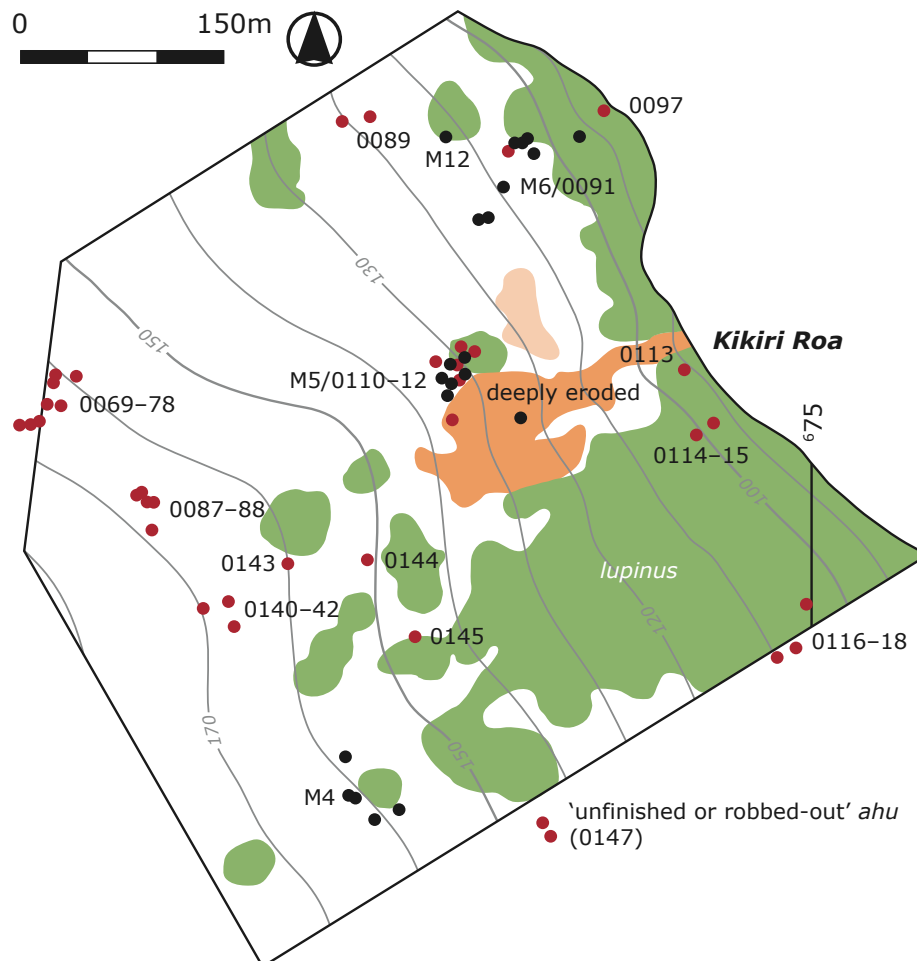 0 150m
0097
0089
M12
M6/0091
130
150
Kikiri Roa
0113
M5/0110–12
deeply eroded
0069–78
⁶75
0114–15
100
0087–88
0143
0144
lupinus
0140–42
120
0145
0116–18
170
150
M4
‘unfinished or robbed-out’ ahu
(0147)